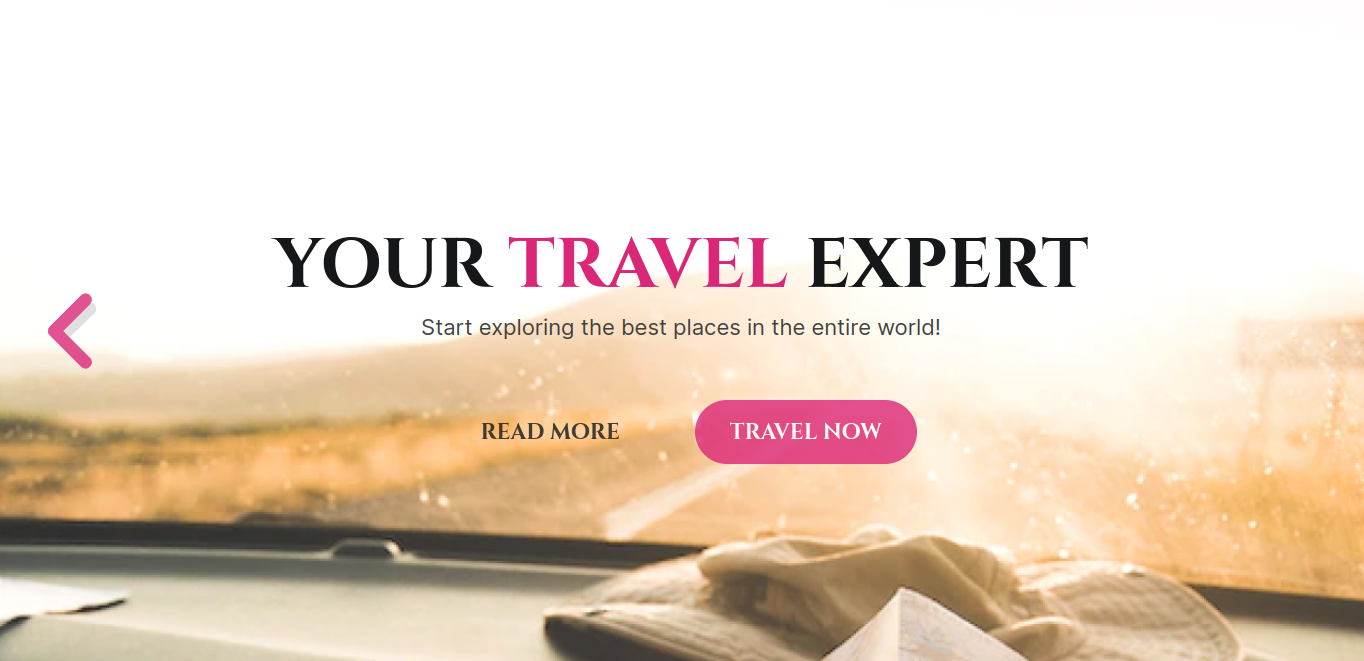 YOUR TRAVEL EXPERT
Start exploring the best places in the entire world!
READ MORE
TRAVEL NOW